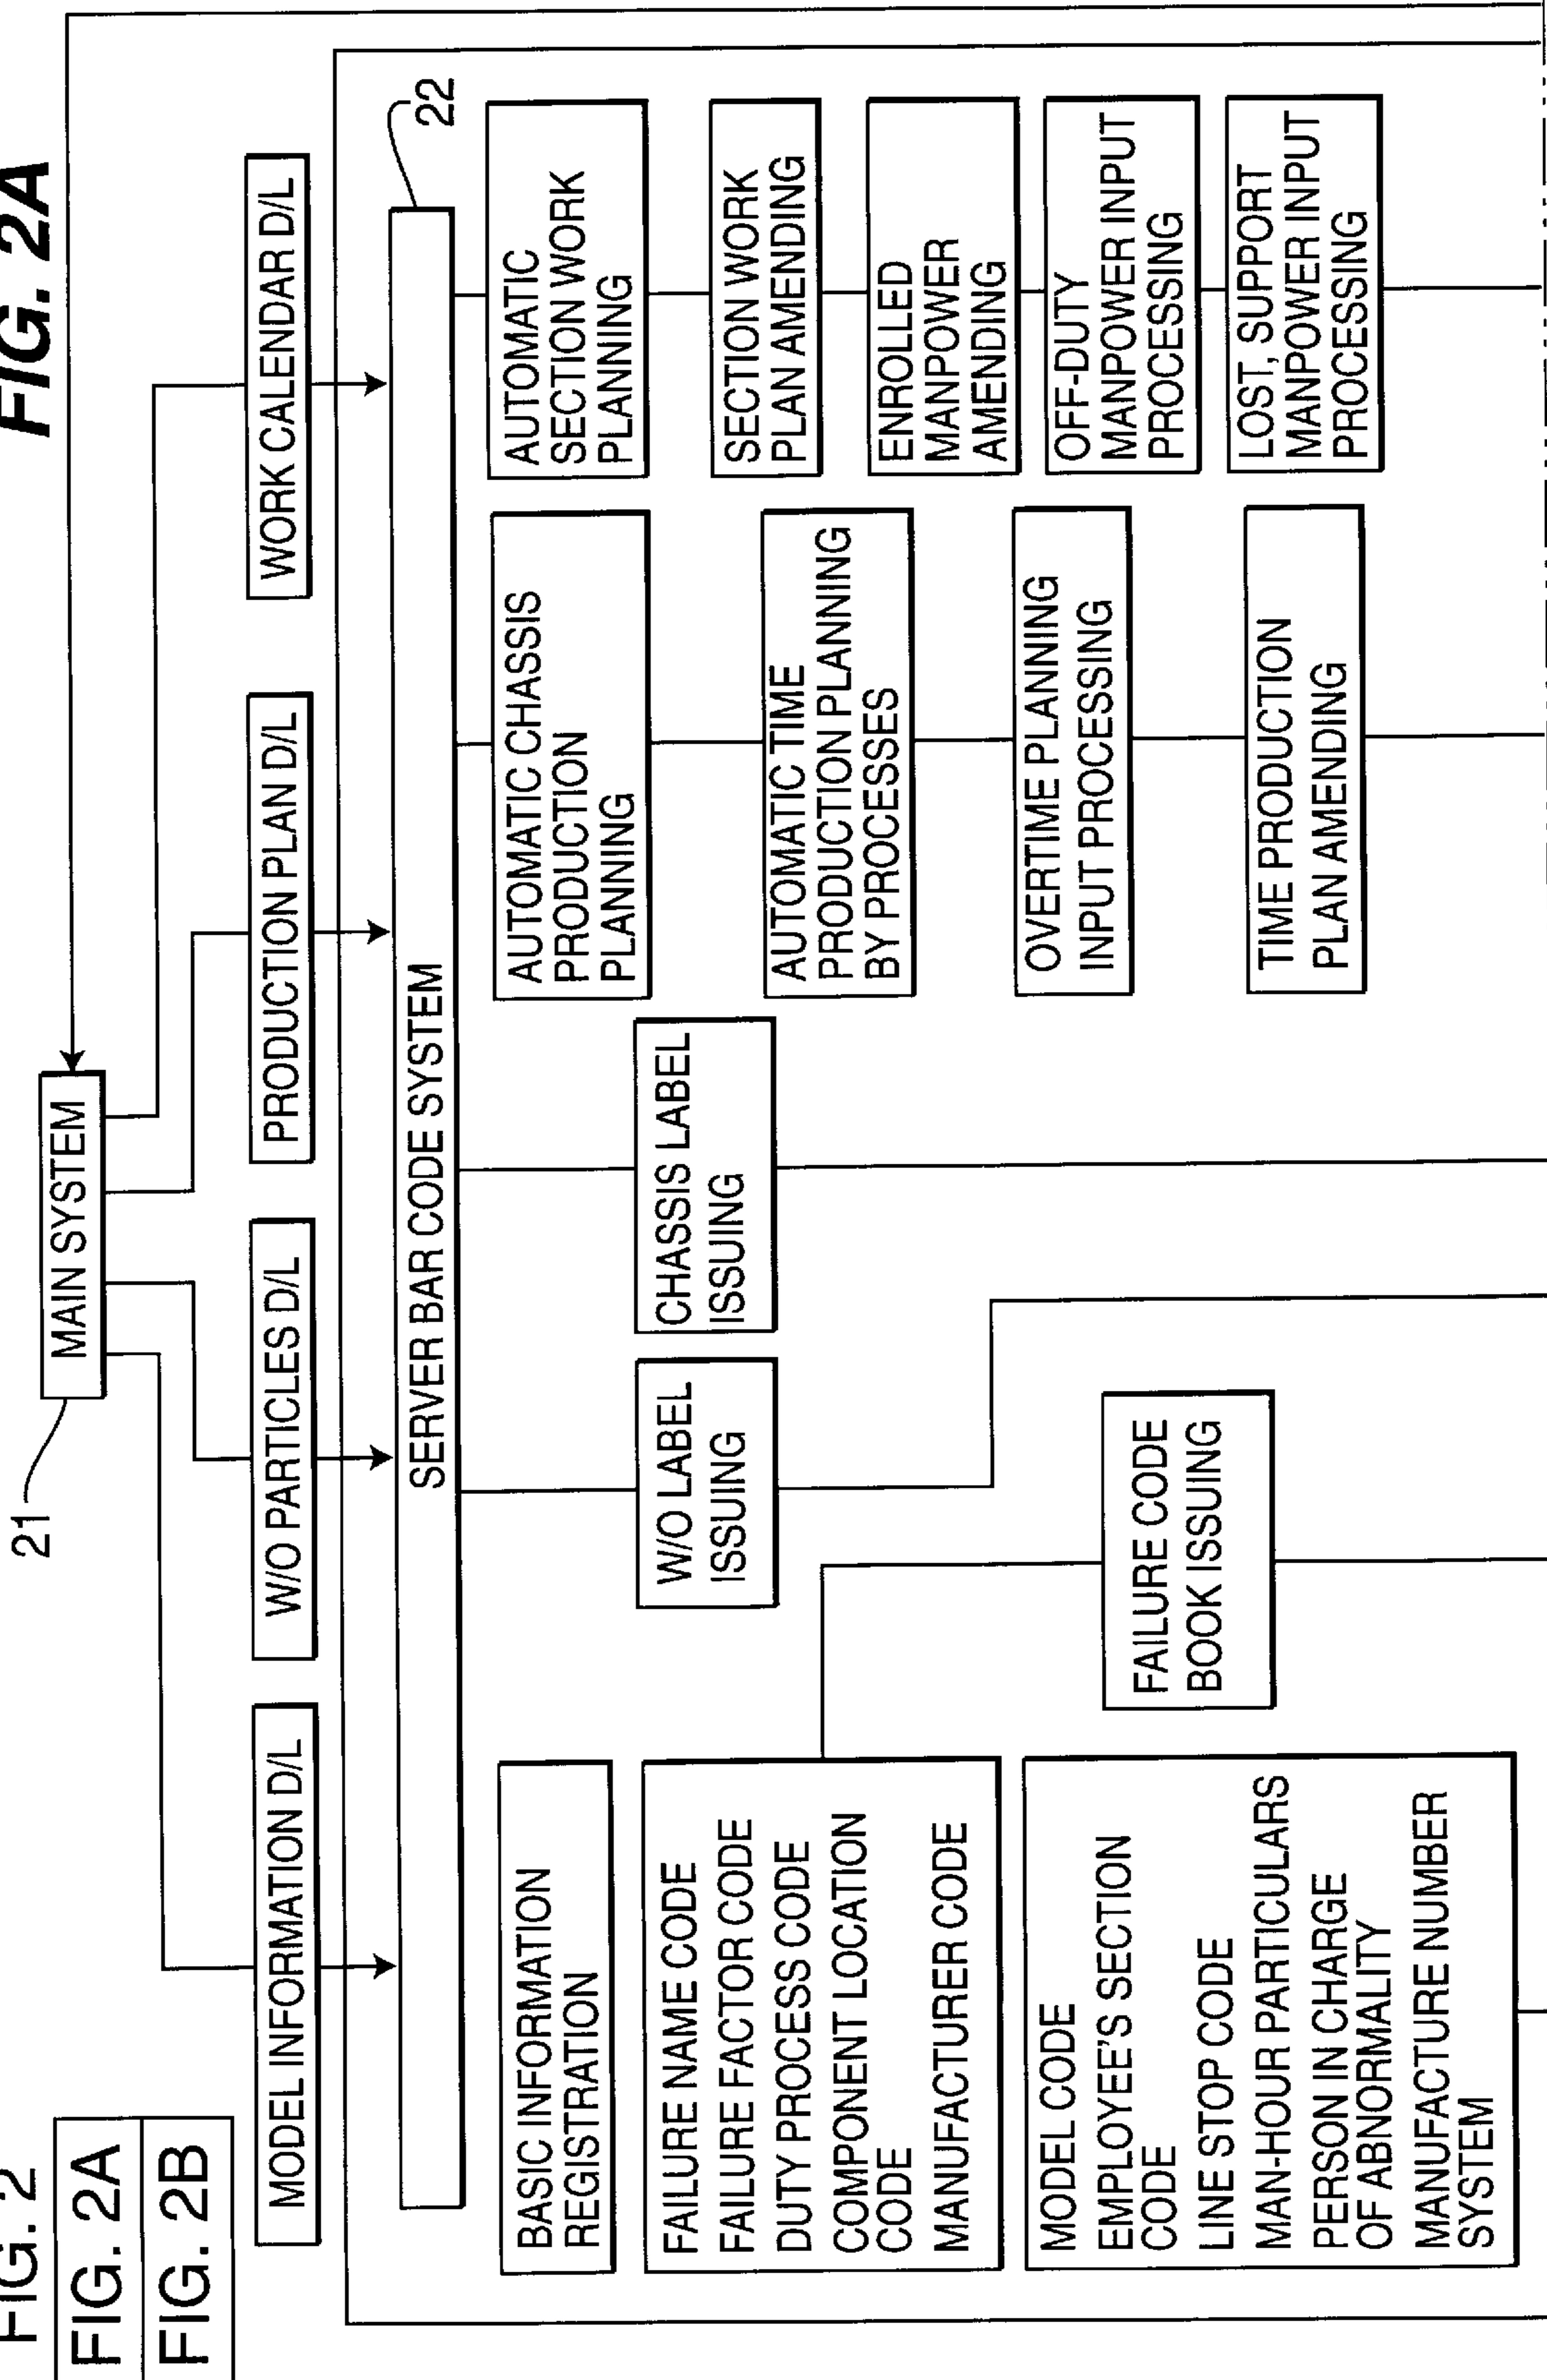 FIG. 2
FIG. 2A
FIG. 2B
FIG. 2A
21
MAIN SYSTEM
MODEL INFORMATION D/L
W/O PARTICLES D/L
PRODUCTION PLAN D/L
WORK CALENDAR D/L
SERVER BAR CODE SYSTEM
22
BASIC INFORMATION
REGISTRATION
FAILURE NAME CODE
FAILURE FACTOR CODE
DUTY PROCESS CODE
COMPONENT LOCATION
CODE
MANUFACTURER CODE
MODEL CODE
EMPLOYEE'S SECTION
CODE
LINE STOP CODE
MAN-HOUR PARTICULARS
PERSON IN CHARGE
OF ABNORMALITY
MANUFACTURE NUMBER
SYSTEM
W/O LABEL
ISSUING
FAILURE CODE
BOOK ISSUING
CHASSIS LABEL
ISSUING
AUTOMATIC CHASSIS
PRODUCTION
PLANNING
AUTOMATIC TIME
PRODUCTION PLANNING
BY PROCESSES
OVERTIME PLANNING
INPUT PROCESSING
TIME PRODUCTION
PLAN AMENDING
AUTOMATIC
SECTION WORK
PLANNING
SECTION WORK
PLAN AMENDING
ENROLLED
MANPOWER
AMENDING
OFF-DUTY
MANPOWER INPUT
PROCESSING
LOST, SUPPORT
MANPOWER INPUT
PROCESSING